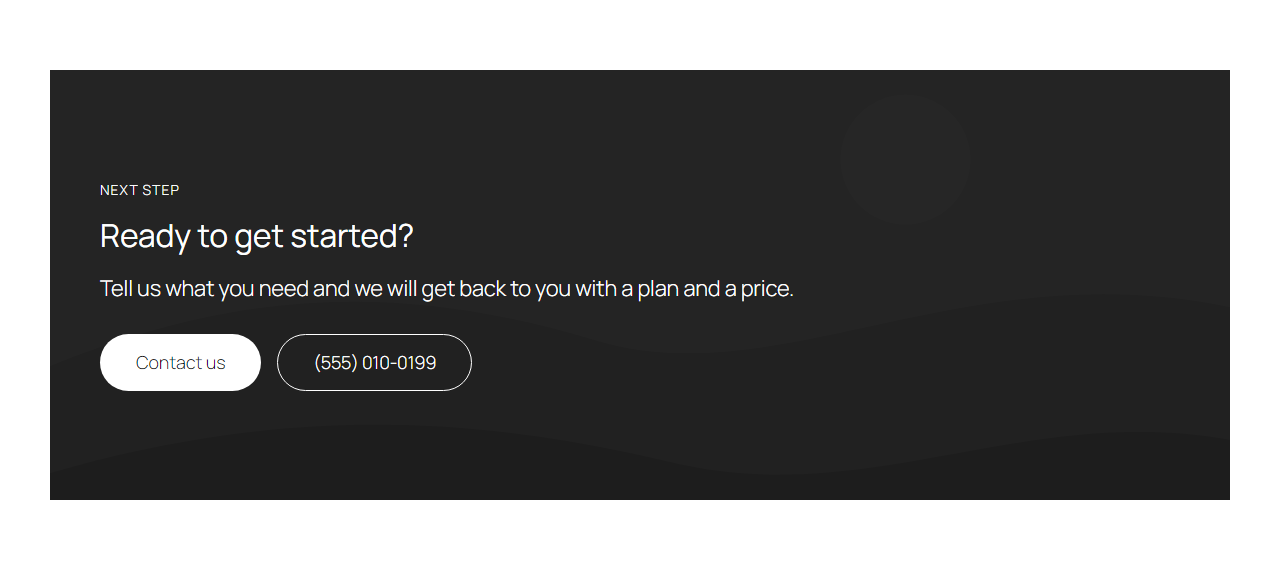 NEXT STEP
Ready to get started?
Tell us what you need and we will get back to you with a plan and a price.
Contact us
(555) 010-0199